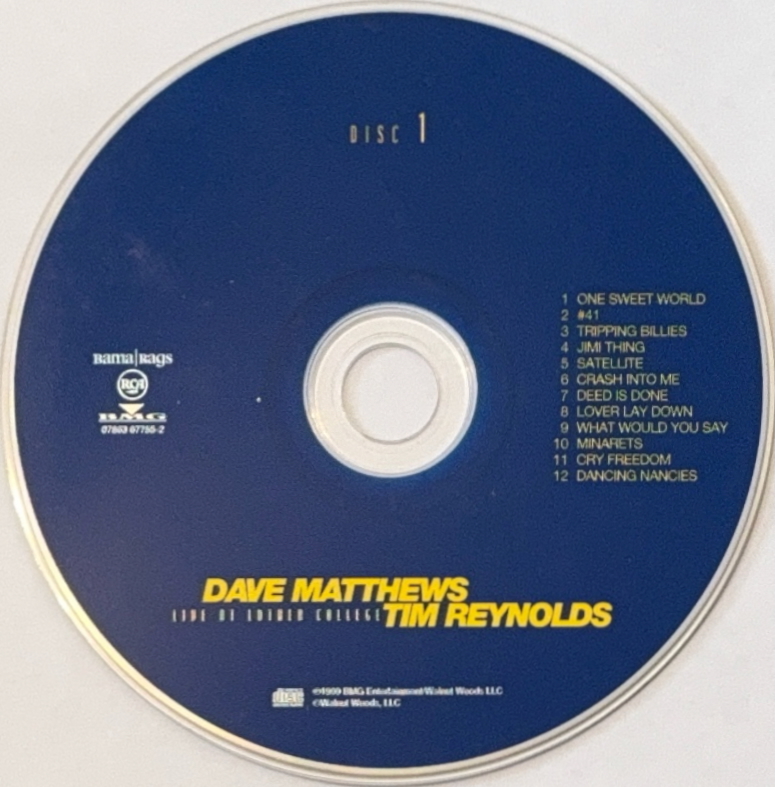 DISC 1
1 ONE SWEET WORLD
2 #41
3 TRIPPING BILLIES
4 JIMI THING
5 SATELLITE
6 CRASH INTO ME
7 DEED IS DONE
8 LOVER LAY DOWN
9 WHAT WOULD YOU SAY
10 MINARETS
11 CRY FREEDOM
12 DANCING NANCIES
Bama|Rags
RCA
BMG
07863 67755-2
DAVE MATTHEWS
LIVE AT LUTHER COLLEGE TIM REYNOLDS
℗1999 BMG Entertainment/Walnut Woods LLC
©Walnut Woods, LLC